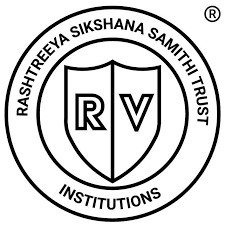 ®
RASHTREEYA SIKSHANA SAMITHI TRUST
RV
INSTITUTIONS